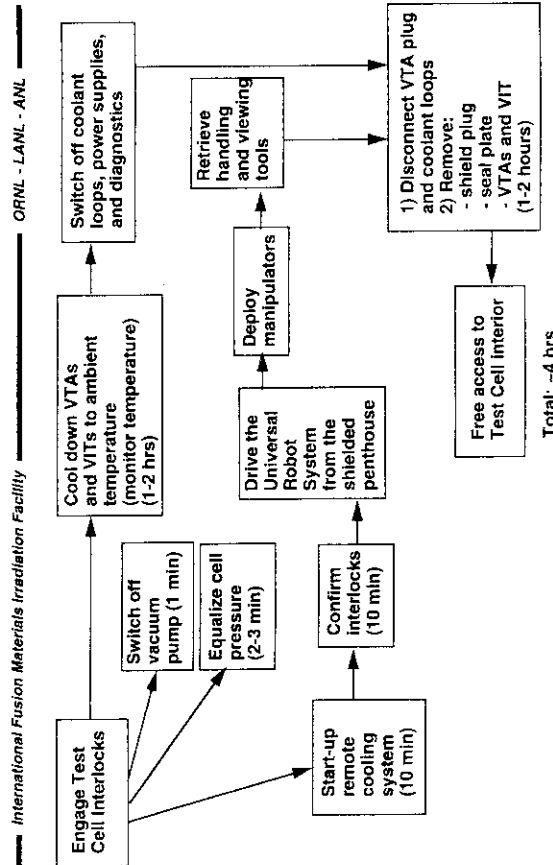 International Fusion Materials Irradiation Facility
ORNL - LANL - ANL
Engage Test
Cell Interlocks
Cool down VTAs
and VITs to ambient
temperature
(monitor temperature)
(1-2 hrs)
Switch off coolant
loops, power supplies,
and diagnostics
Switch off
vacuum
pump (1 min)
Equalize cell
pressure
(2-3 min)
Start-up
remote
cooling
system
(10 min)
Confirm
interlocks
(10 min)
Drive the
Universal
Robot
System
from the
shielded
penthouse
Deploy
manipulators
Retrieve
handling
and viewing
tools
1) Disconnect VTA plug
and coolant loops
2) Remove:
- shield plug
- seal plate
- VTAs and VIT
(1-2 hours)
Free access to
Test Cell interior
Total: ~4 hrs